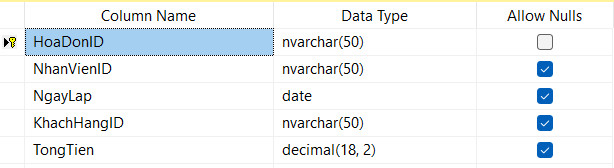 Column Name Data Type Allow Nulls
HoaDonID nvarchar(50)
NhanVienID nvarchar(50)
NgayLap date
KhachHangID nvarchar(50)
TongTien decimal(18, 2)